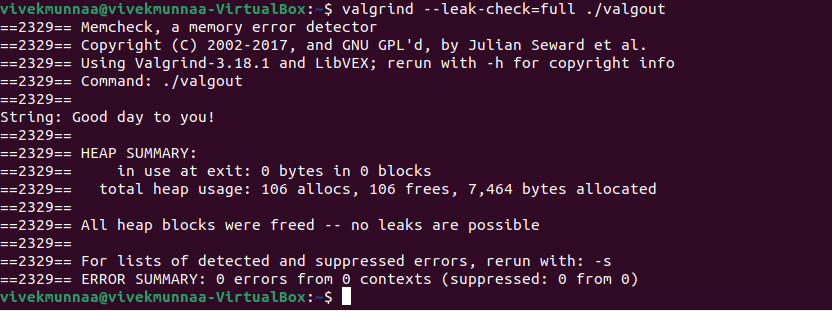 vivekmunnaa@vivekmunnaa-VirtualBox:~$ valgrind --leak-check=full ./valgout
==2329== Memcheck, a memory error detector
==2329== Copyright (C) 2002-2017, and GNU GPL'd, by Julian Seward et al.
==2329== Using Valgrind-3.18.1 and LibVEX; rerun with -h for copyright info
==2329== Command: ./valgout
==2329==
String: Good day to you!
==2329==
==2329== HEAP SUMMARY:
==2329==     in use at exit: 0 bytes in 0 blocks
==2329==   total heap usage: 106 allocs, 106 frees, 7,464 bytes allocated
==2329==
==2329== All heap blocks were freed -- no leaks are possible
==2329==
==2329== For lists of detected and suppressed errors, rerun with: -s
==2329== ERROR SUMMARY: 0 errors from 0 contexts (suppressed: 0 from 0)
vivekmunnaa@vivekmunnaa-VirtualBox:~$